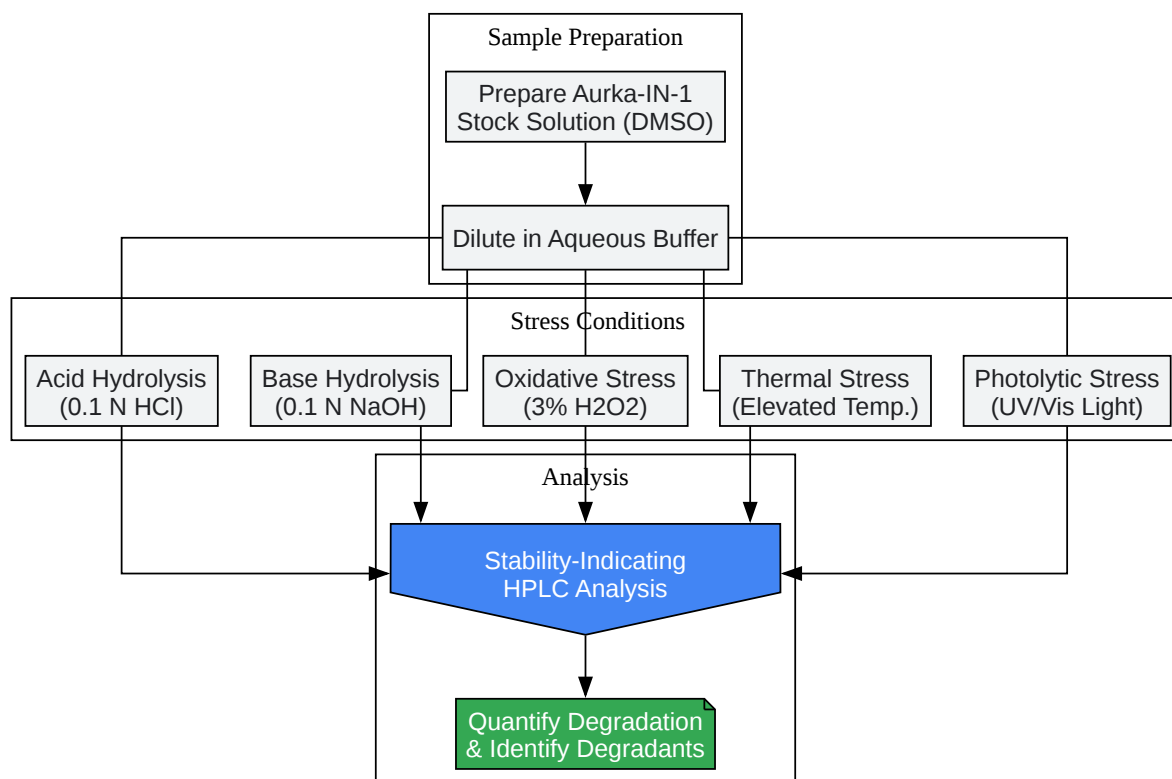 Sample Preparation
Prepare Aurka-IN-1
Stock Solution (DMSO)
Dilute in Aqueous Buffer
Stress Conditions
Acid Hydrolysis
(0.1 N HCl)
Base Hydrolysis
(0.1 N NaOH)
Oxidative Stress
(3% H2O2)
Thermal Stress
(Elevated Temp.)
Photolytic Stress
(UV/Vis Light)
Analysis
Stability-Indicating
HPLC Analysis
Quantify Degradation
& Identify Degradants